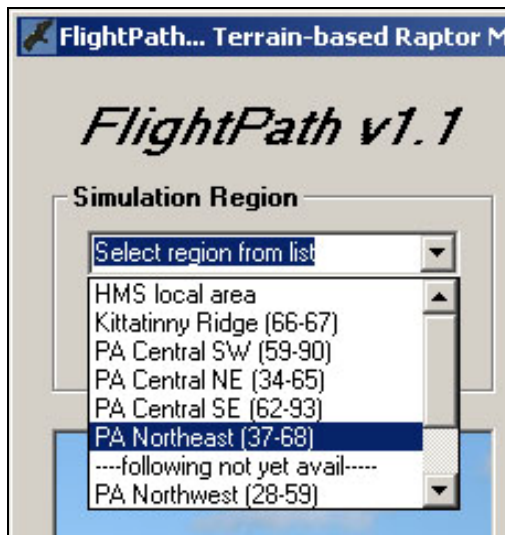 FlightPath... Terrain-based Raptor M
FlightPath v1.1
Simulation Region
Select region from list
HMS local area
Kittatinny Ridge (66-67)
PA Central SW (59-90)
PA Central NE (34-65)
PA Central SE (62-93)
PA Northeast (37-68)
----following not yet avail-----
PA Northwest (28-59)